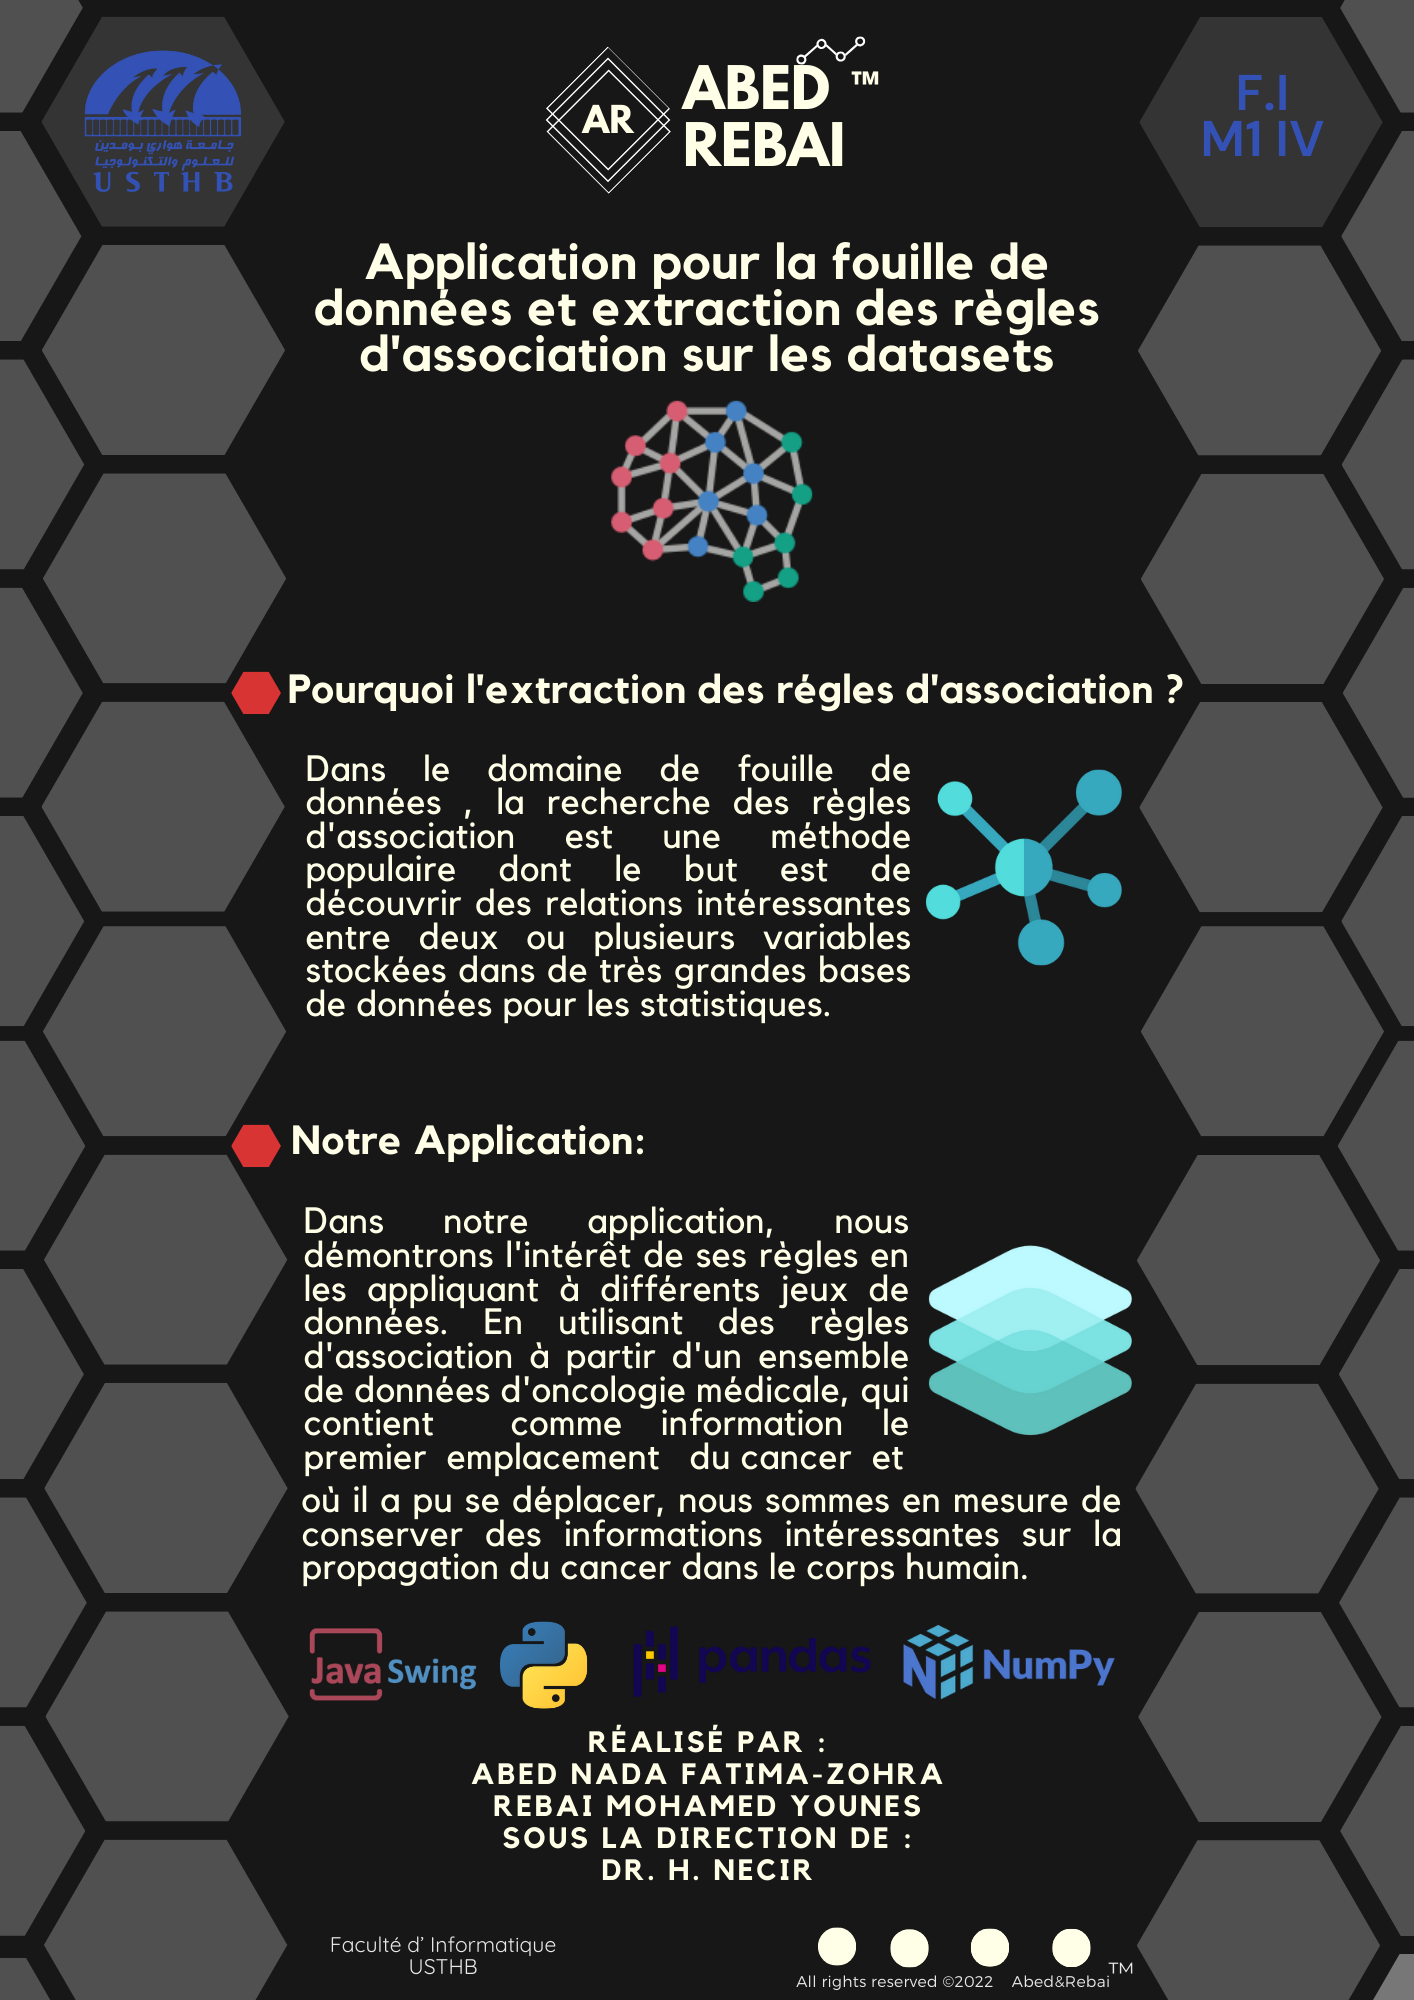 جامعة هواري بومدين
للعلوم والتكنولوجيا
USTHB
AR
ABED ™
REBAI
F.I
M1 IV
Application pour la fouille de
données et extraction des règles
d'association sur les datasets
Pourquoi l'extraction des régles d'association ?
Dans le domaine de fouille de
données , la recherche des règles
d'association est une méthode
populaire dont le but est de
découvrir des relations intéressantes
entre deux ou plusieurs variables
stockées dans de très grandes bases
de données pour les statistiques.
Notre Application:
Dans notre application, nous
démontrons l'intérêt de ses règles en
les appliquant à différents jeux de
données. En utilisant des règles
d'association à partir d'un ensemble
de données d'oncologie médicale, qui
contient comme information le
premier emplacement du cancer et
où il a pu se déplacer, nous sommes en mesure de
conserver des informations intéressantes sur la
propagation du cancer dans le corps humain.
Java Swing
pandas
NumPy
RÉALISÉ PAR :
ABED NADA FATIMA-ZOHRA
REBAI MOHAMED YOUNES
SOUS LA DIRECTION DE :
DR. H. NECIR
Faculté d’ Informatique
USTHB
All rights reserved ©2022 Abed&Rebai ™